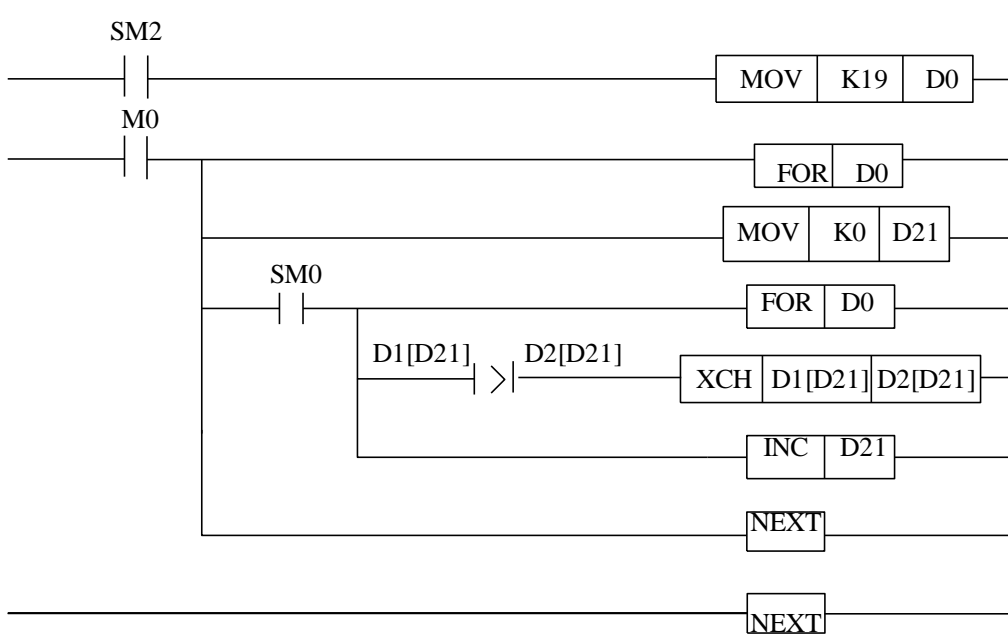 SM2
MOV K19 D0
M0
FOR D0
MOV K0 D21
SM0
FOR D0
D1[D21] > D2[D21]
XCH D1[D21] D2[D21]
INC D21
NEXT
NEXT